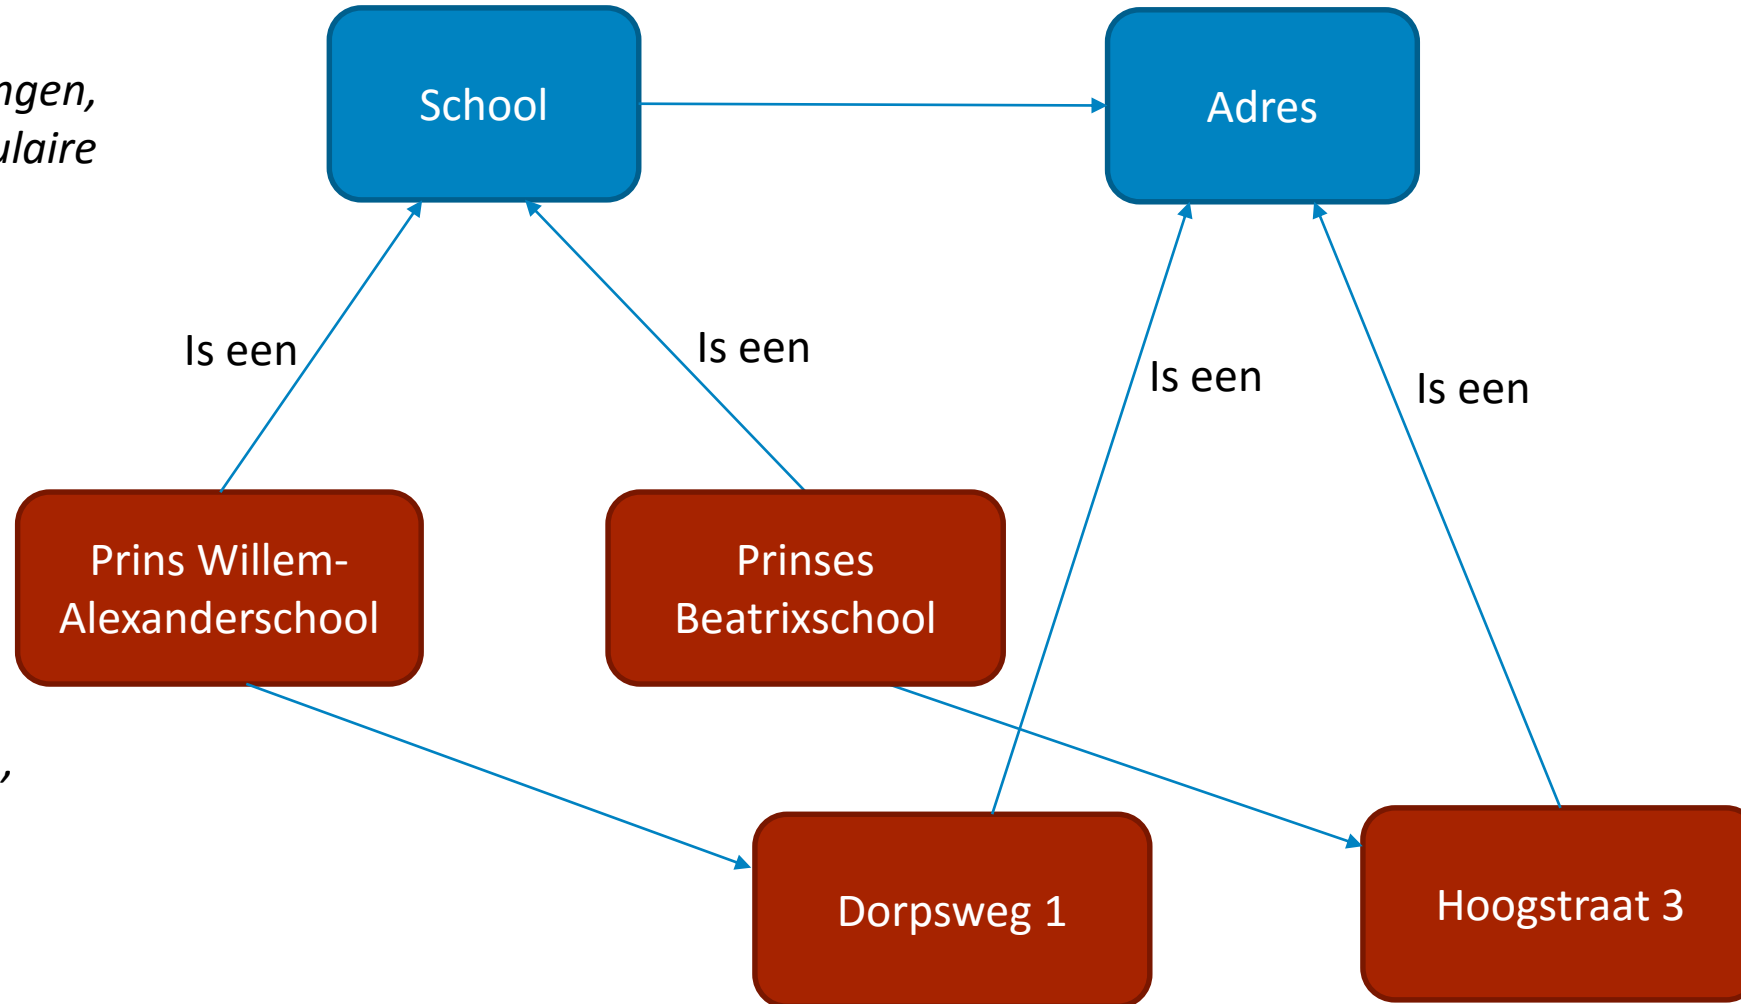 ngen,
ulaire
School
Adres
Is een
Is een
Is een
Is een
Prins Willem-
Alexanderschool
Prinses
Beatrixschool
,
Dorpsweg 1
Hoogstraat 3